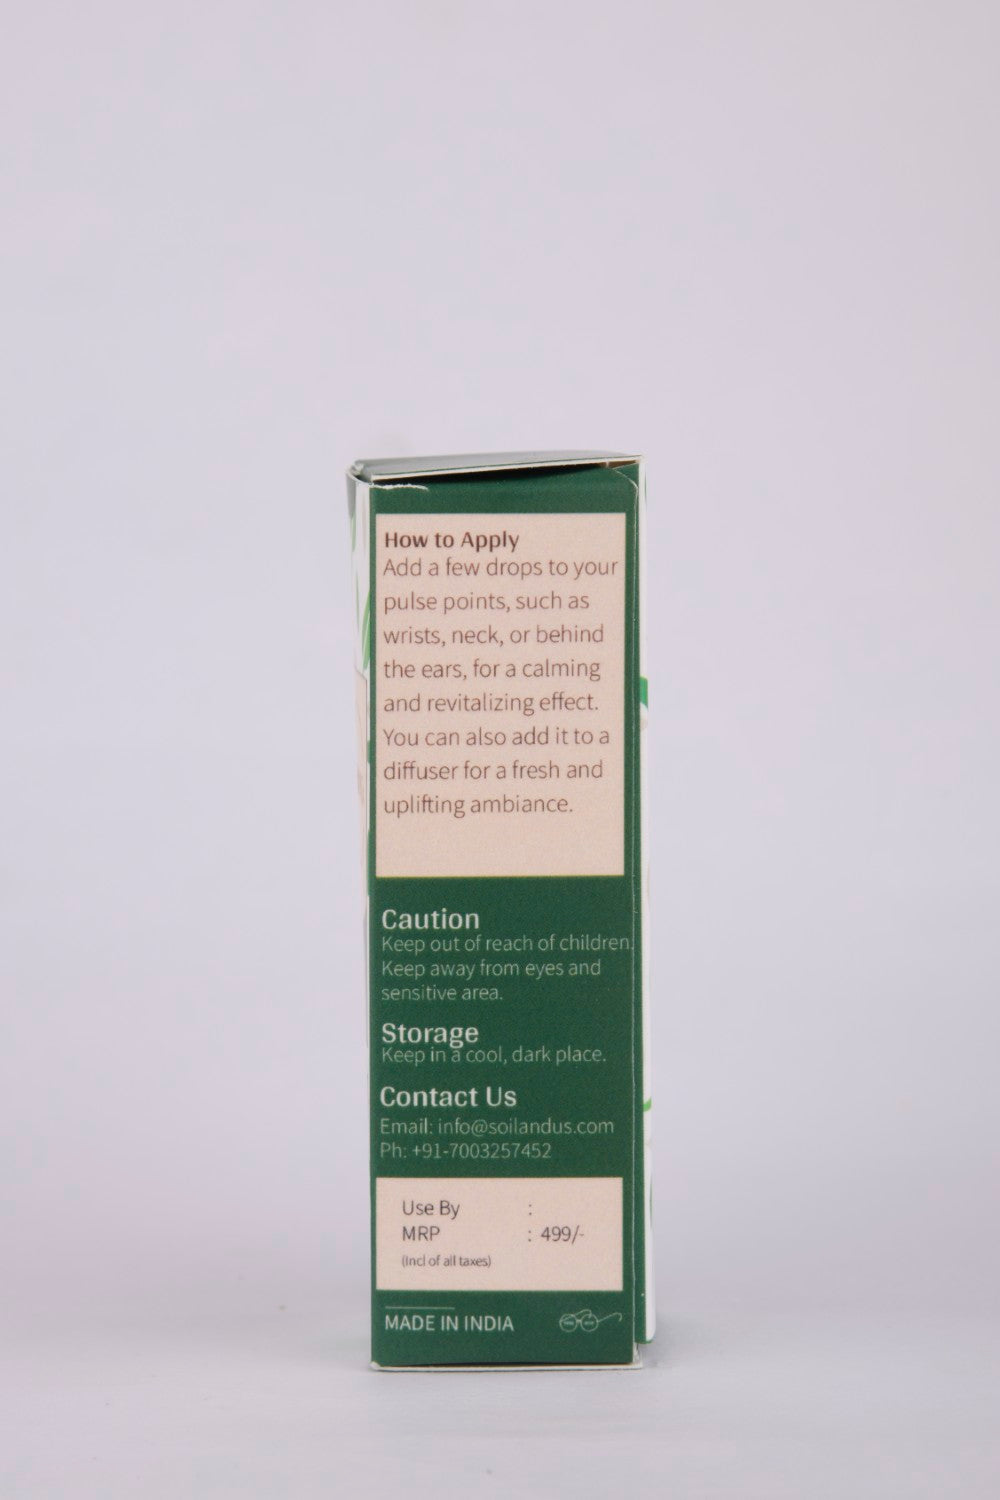 How to Apply
Add a few drops to your
pulse points, such as
wrists, neck, or behind
the ears, for a calming
and revitalizing effect.
You can also add it to a
diffuser for a fresh and
uplifting ambiance.
Caution
Keep out of reach of children.
Keep away from eyes and
sensitive area.
Storage
Keep in a cool, dark place.
Contact Us
Email: info@soilandus.com
Ph: +91-7003257452
Use By :
MRP : 499/-
(Incl of all taxes)
MADE IN INDIA